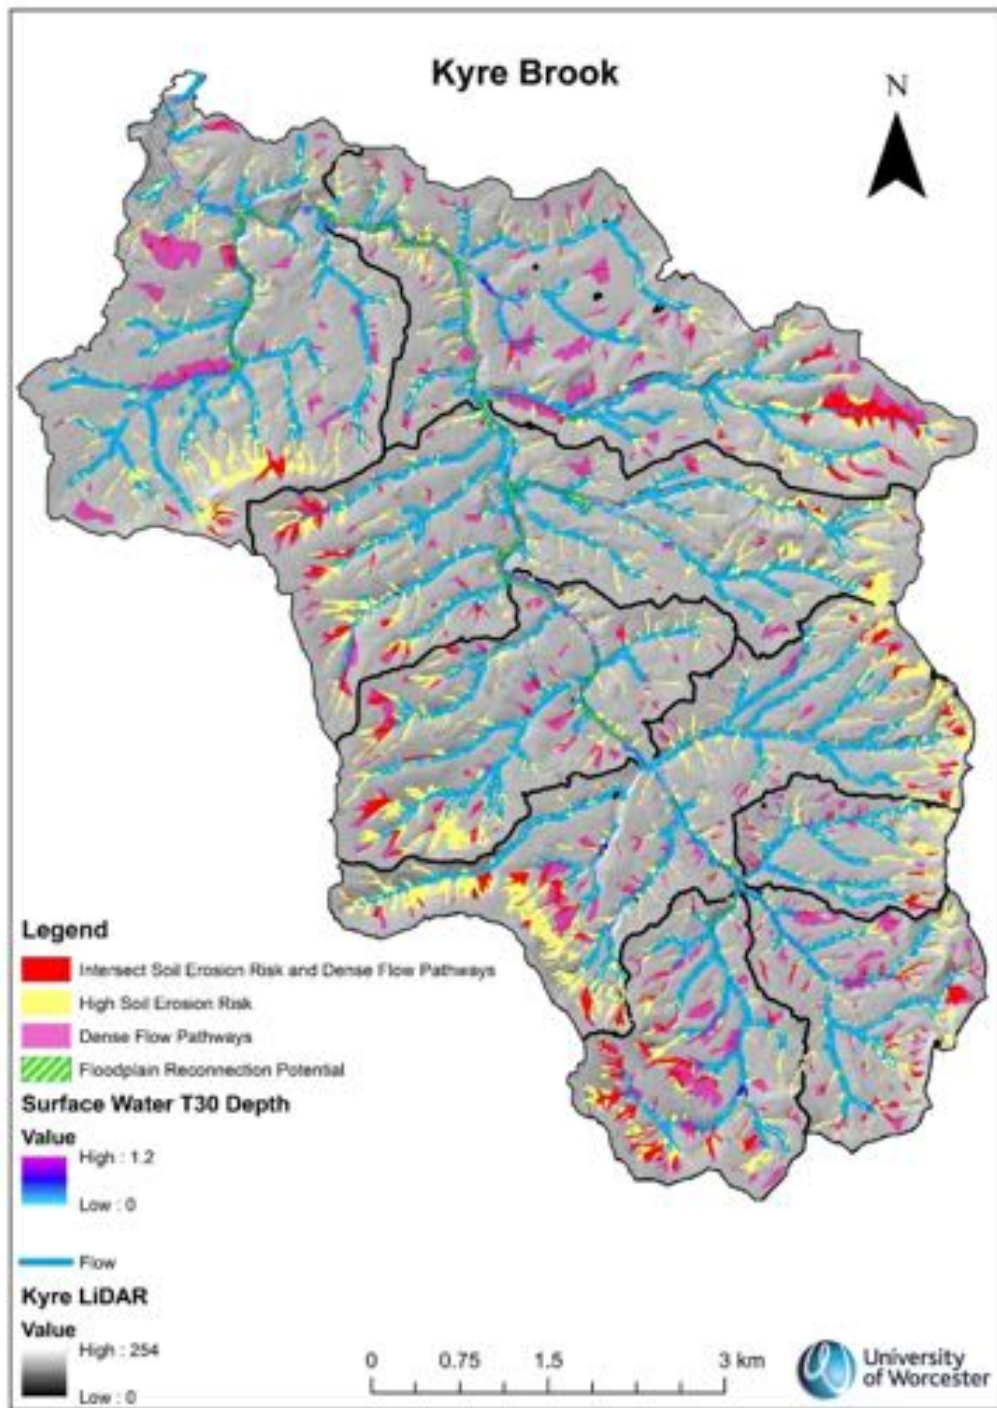 Kyre Brook
N
Legend
Intersect Soil Erosion Risk and Dense Flow Pathways
High Soil Erosion Risk
Dense Flow Pathways
Floodplain Reconnection Potential
Surface Water T30 Depth
Value
High : 1.2
Low : 0
Flow
Kyre LiDAR
Value
High : 254
Low : 0
0 0.75 1.5 3 km
University
of Worcester